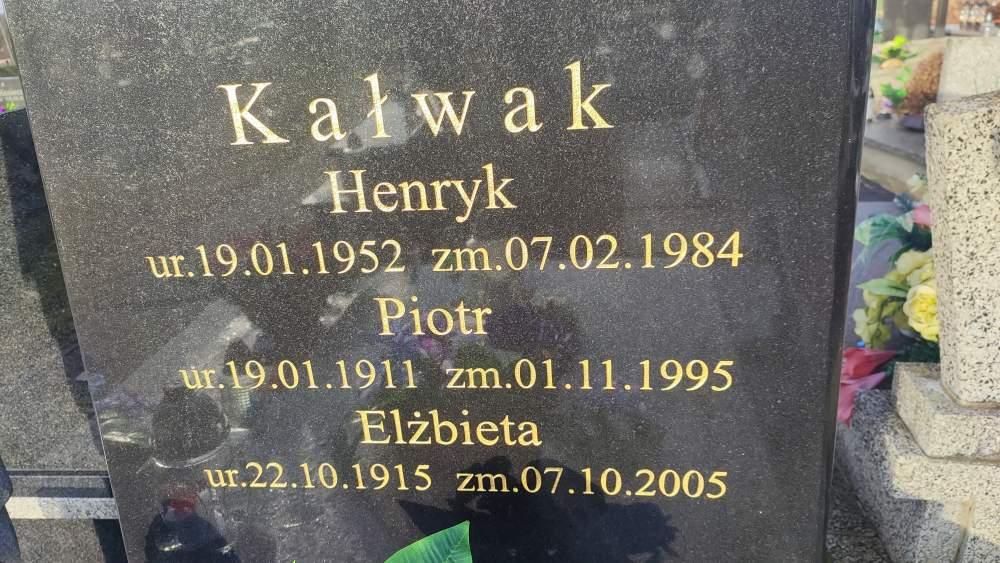 Kałwak
Henryk
ur.19.01.1952 zm.07.02.1984
Piotr
ur.19.01.1911 zm.01.11.1995
Elżbieta
ur.22.10.1915 zm.07.10.2005